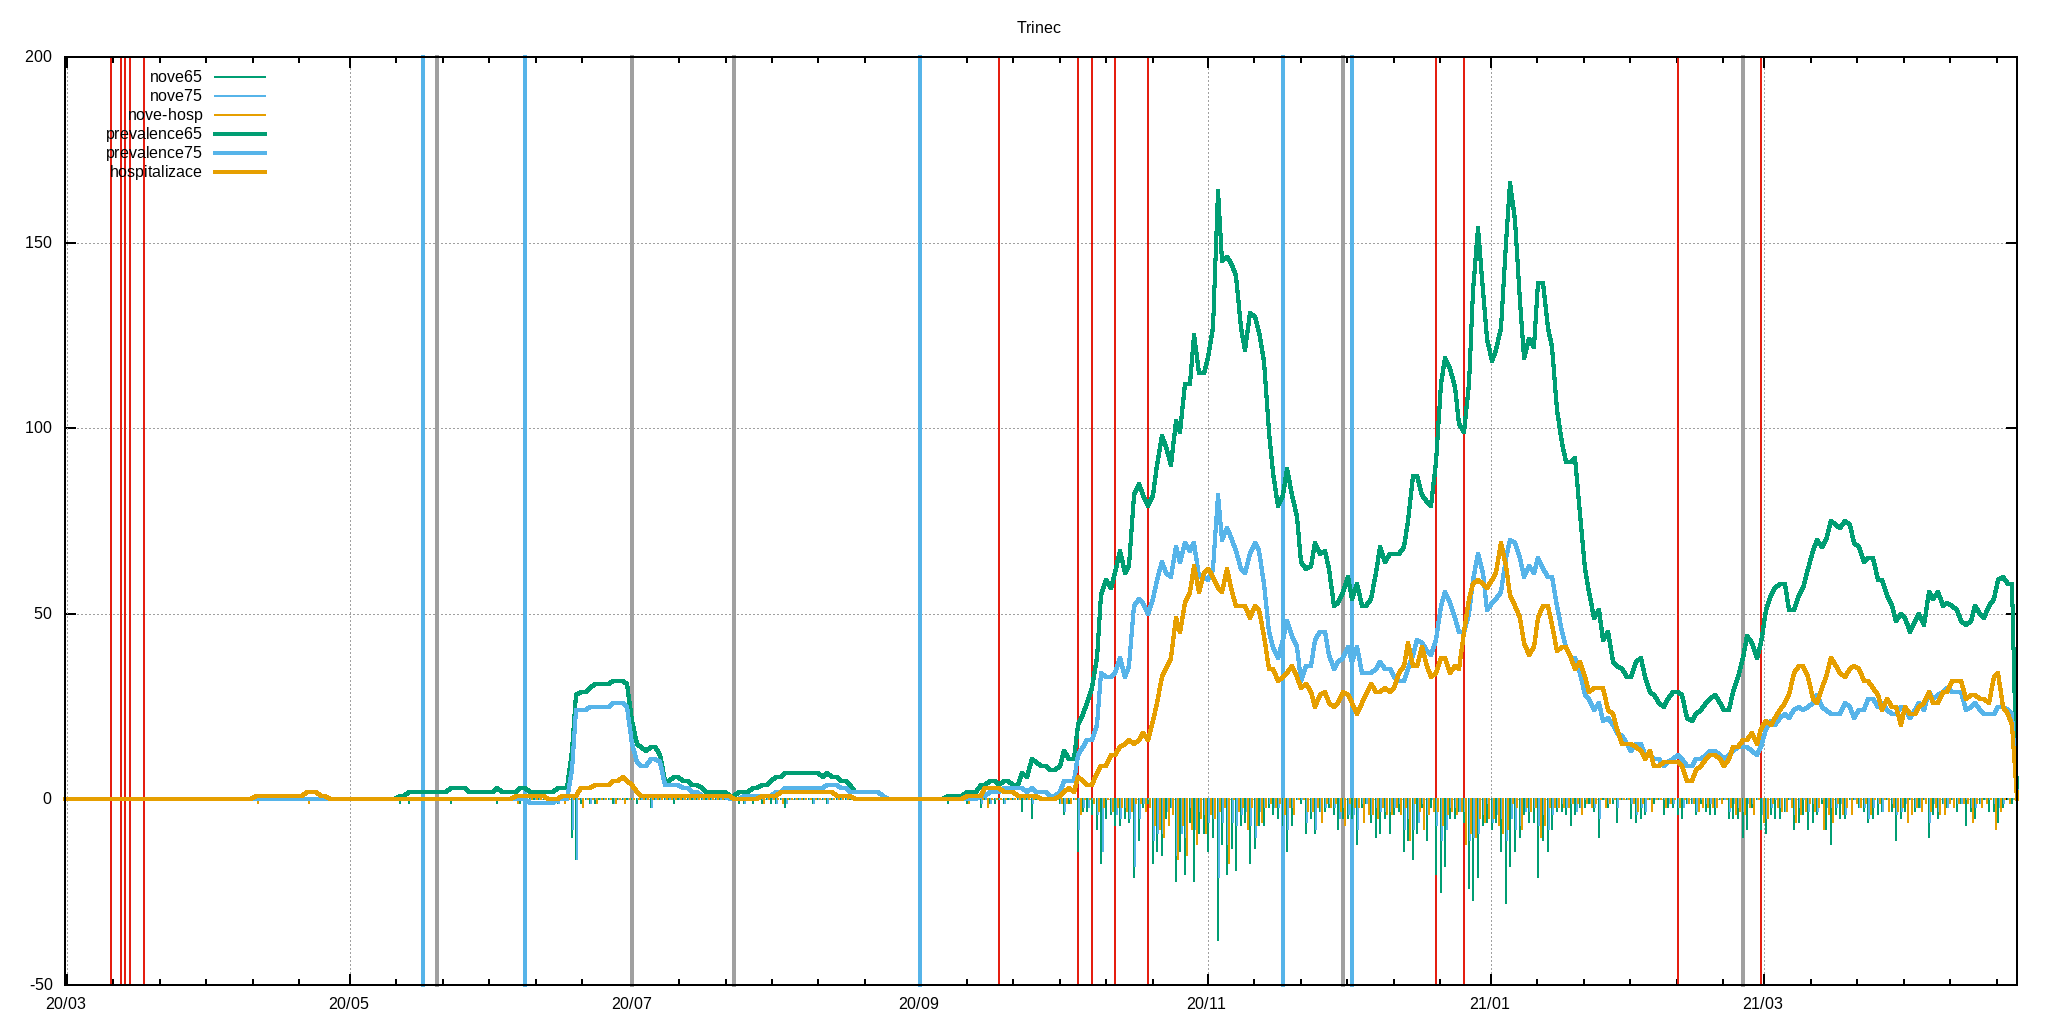 Trinec
200
nove65
nove75
nove-hosp
prevalence65
prevalence75
hospitalizace
150
100
50
0
-50
20/03 20/05 20/07 20/09 20/11 21/01 21/03